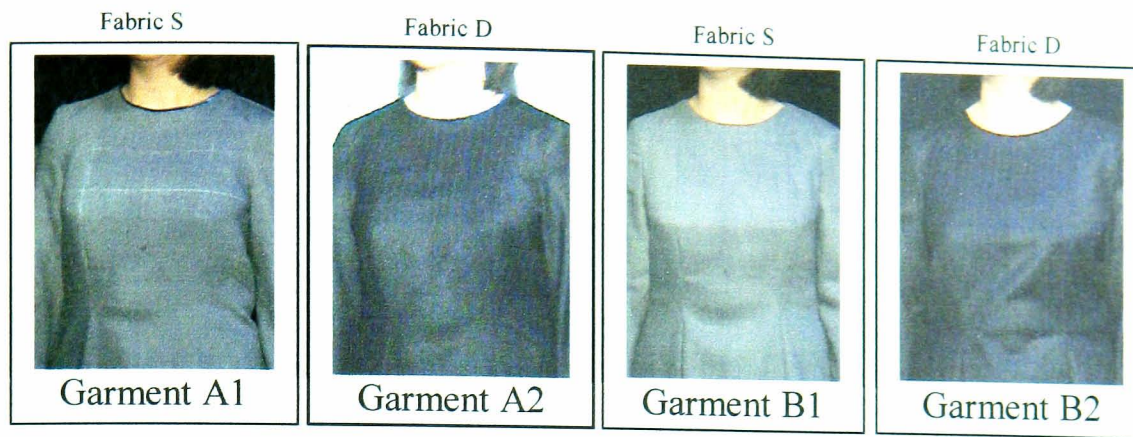 Fabric S
Fabric D
Fabric S
Fabric D
Garment A1
Garment A2
Garment B1
Garment B2